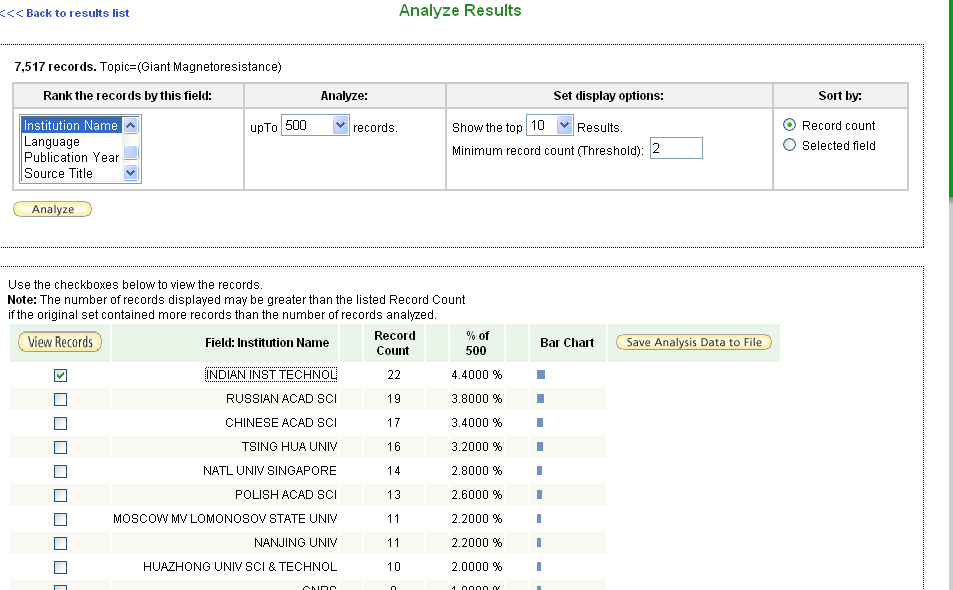 <<< Back to results list
Analyze Results
7,517 records. Topic=(Giant Magnetoresistance)
Rank the records by this field: Analyze: Set display options: Sort by:
Institution Name
Language
Publication Year
Source Title
upTo 500 records.
Show the top 10 Results.
Minimum record count (Threshold): 2
Record count
Selected field
Analyze
Use the checkboxes below to view the records.
Note: The number of records displayed may be greater than the listed Record Count
if the original set contained more records than the number of records analyzed.
View Records Field: Institution Name Record Count % of 500 Bar Chart Save Analysis Data to File
INDIAN INST TECHNOL 22 4.4000 %
RUSSIAN ACAD SCI 19 3.8000 %
CHINESE ACAD SCI 17 3.4000 %
TSING HUA UNIV 16 3.2000 %
NATL UNIV SINGAPORE 14 2.8000 %
POLISH ACAD SCI 13 2.6000 %
MOSCOW MV LOMONOSOV STATE UNIV 11 2.2000 %
NANJING UNIV 11 2.2000 %
HUAZHONG UNIV SCI & TECHNOL 10 2.0000 %
CNRS